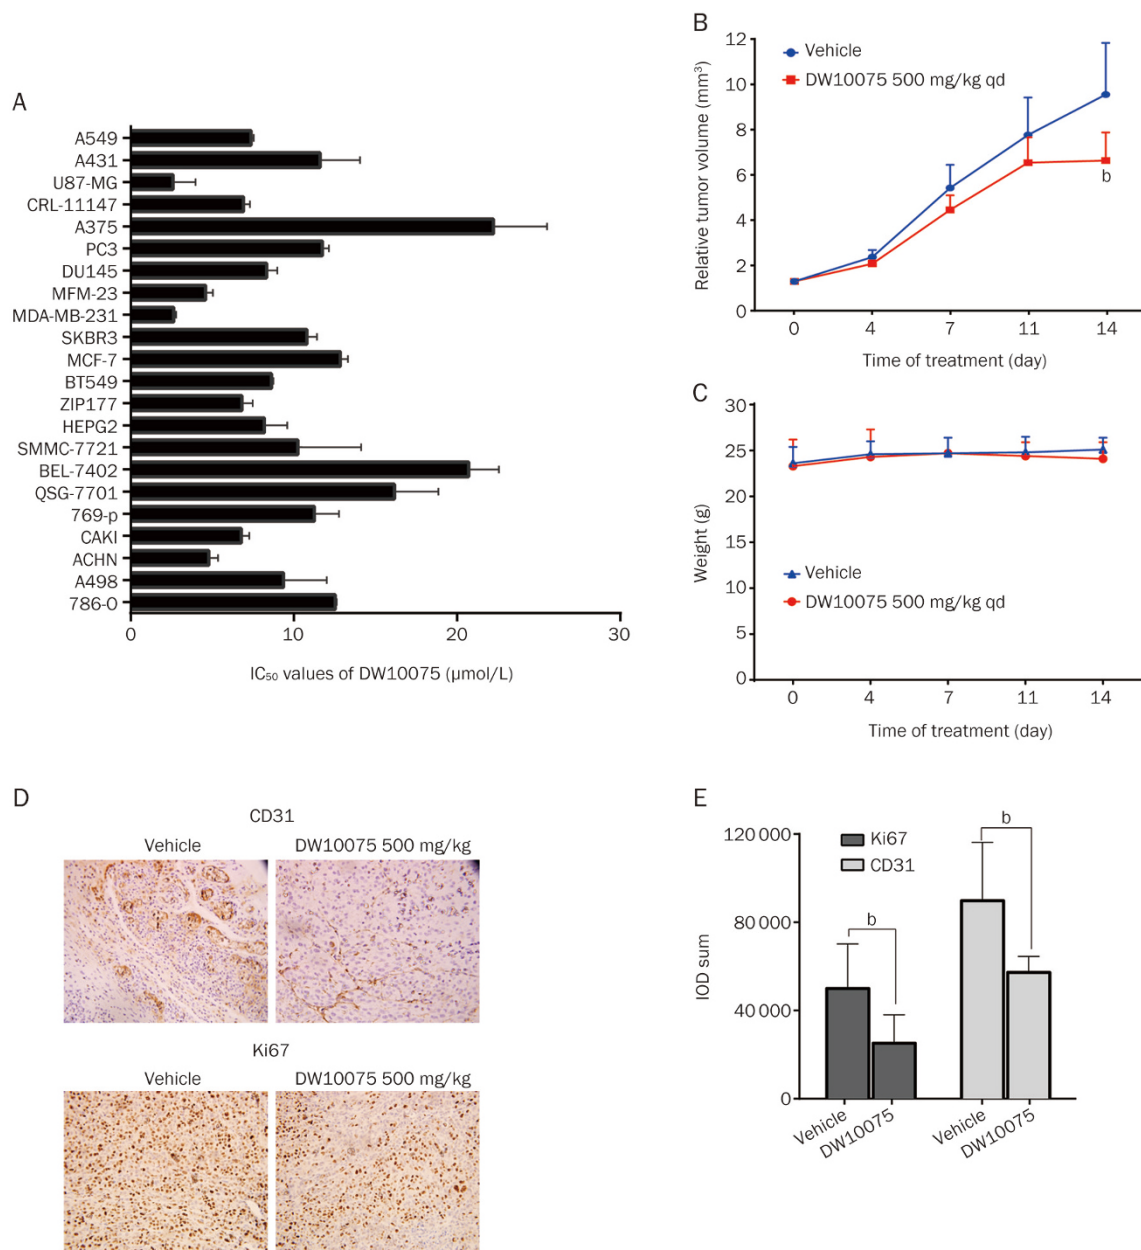 A
A549
A431
U87-MG
CRL-11147
A375
PC3
DU145
MFM-23
MDA-MB-231
SKBR3
MCF-7
BT549
ZIP177
HEPG2
SMMC-7721
BEL-7402
QSG-7701
769-p
CAKI
ACHN
A498
786-O
0 10 20 30
IC₅₀ values of DW10075 (μmol/L)
B
Relative tumor volume (mm³)
12
10
8
6
4
2
0
Vehicle
DW10075 500 mg/kg qd
b
0 4 7 11 14
Time of treatment (day)
C
Weight (g)
30
25
20
15
10
5
0
Vehicle
DW10075 500 mg/kg qd
0 4 7 11 14
Time of treatment (day)
D
CD31
Vehicle DW10075 500 mg/kg
Ki67
Vehicle DW10075 500 mg/kg
E
IOD sum
120 000
80 000
40 000
0
Ki67
CD31
b
b
Vehicle
DW10075
Vehicle
DW10075